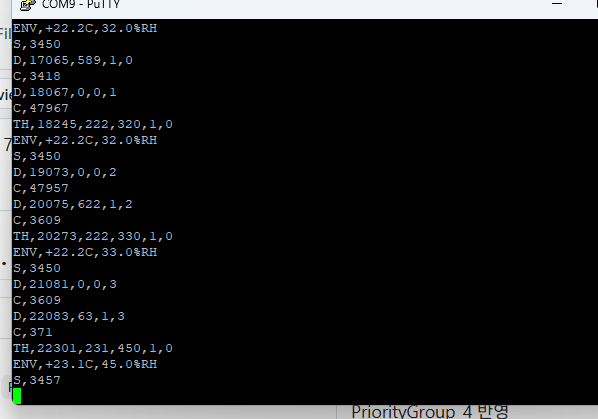 COM9 - PuTTY
ENV,+22.2C,32.0%RH
S,3450
D,17065,589,1,0
C,3418
D,18067,0,0,1
C,47967
TH,18245,222,320,1,0
ENV,+22.2C,32.0%RH
S,3450
D,19073,0,0,2
C,47957
D,20075,622,1,2
C,3609
TH,20273,222,330,1,0
ENV,+22.2C,33.0%RH
S,3450
D,21081,0,0,3
C,3609
D,22083,63,1,3
C,371
TH,22301,231,450,1,0
ENV,+23.1C,45.0%RH
S,3457
PriorityGroup_4 반영